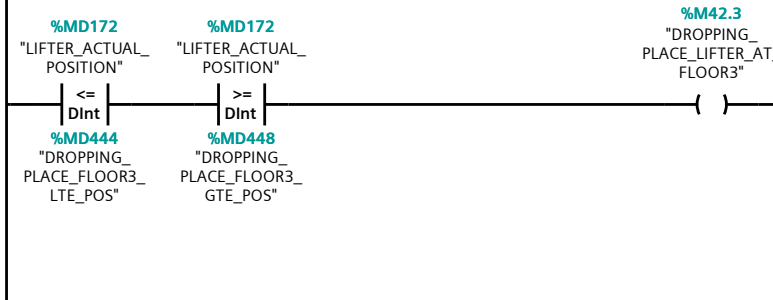 %MD172
"LIFTER_ACTUAL_
POSITION"
<=
DInt
%MD444
"DROPPING_
PLACE_FLOOR3_
LTE_POS"
%MD172
"LIFTER_ACTUAL_
POSITION"
>=
DInt
%MD448
"DROPPING_
PLACE_FLOOR3_
GTE_POS"
%M42.3
"DROPPING_
PLACE_LIFTER_AT_
FLOOR3"